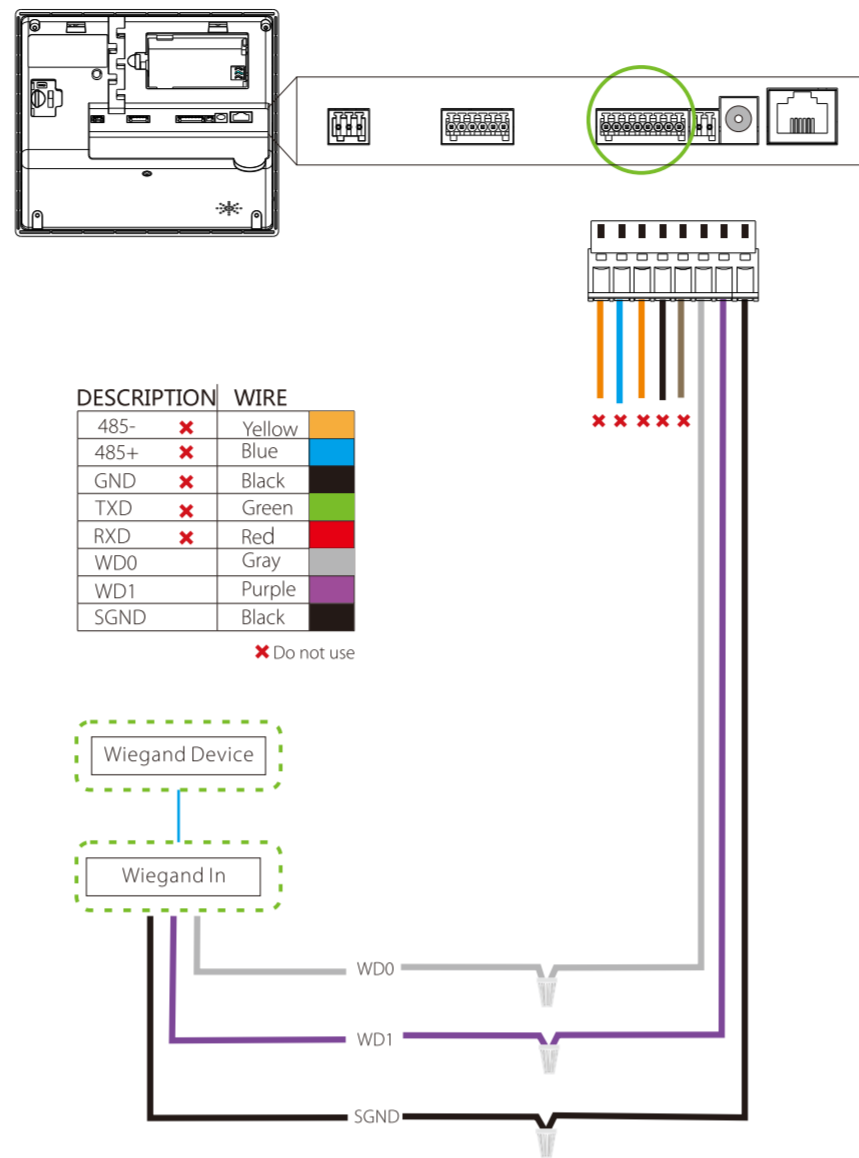 DESCRIPTION WIRE
485- ✖ Yellow
485+ ✖ Blue
GND ✖ Black
TXD ✖ Green
RXD ✖ Red
WD0 Gray
WD1 Purple
SGND Black
✖ Do not use
Wiegand Device
Wiegand In
WD0
WD1
SGND